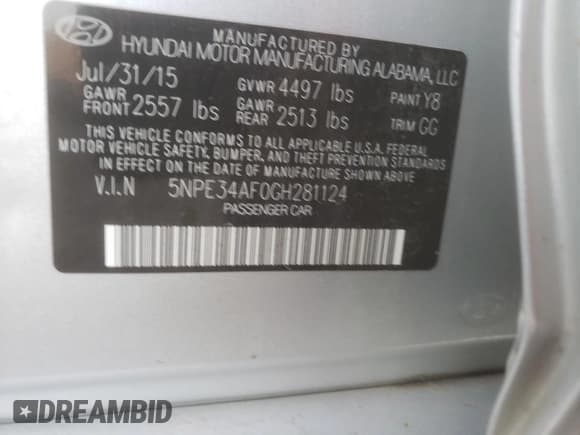 MANUFACTURED BY
HYUNDAI MOTOR MANUFACTURING ALABAMA, LLC
Jul/31/15 GVWR 4497 lbs PAINT Y8
GAWR FRONT 2557 lbs GAWR REAR 2513 lbs TRIM GG
THIS VEHICLE CONFORMS TO ALL APPLICABLE U.S.A. FEDERAL
MOTOR VEHICLE SAFETY, BUMPER, AND THEFT PREVENTION STANDARDS
IN EFFECT ON THE DATE OF MANUFACTURE SHOWN ABOVE.
V.I.N 5NPE34AF0GH281124
PASSENGER CAR
DREAMBID